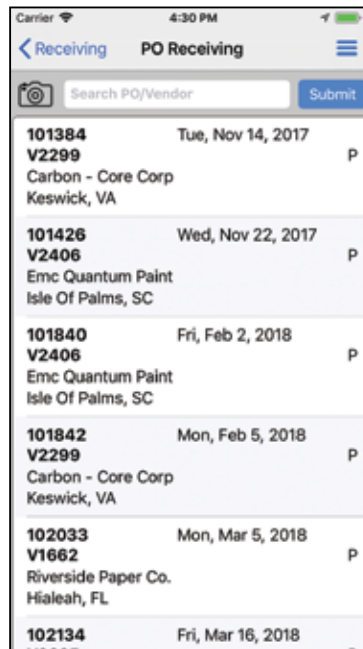 Carrier 4:30 PM
Receiving PO Receiving
Search PO/Vendor Submit
101384 Tue, Nov 14, 2017
V2299 P
Carbon - Core Corp
Keswick, VA
101426 Wed, Nov 22, 2017
V2406 P
Emc Quantum Paint
Isle Of Palms, SC
101840 Fri, Feb 2, 2018
V2406 P
Emc Quantum Paint
Isle Of Palms, SC
101842 Mon, Feb 5, 2018
V2299 P
Carbon - Core Corp
Keswick, VA
102033 Mon, Mar 5, 2018
V1662 P
Riverside Paper Co.
Hialeah, FL
102134 Fri, Mar 16, 2018